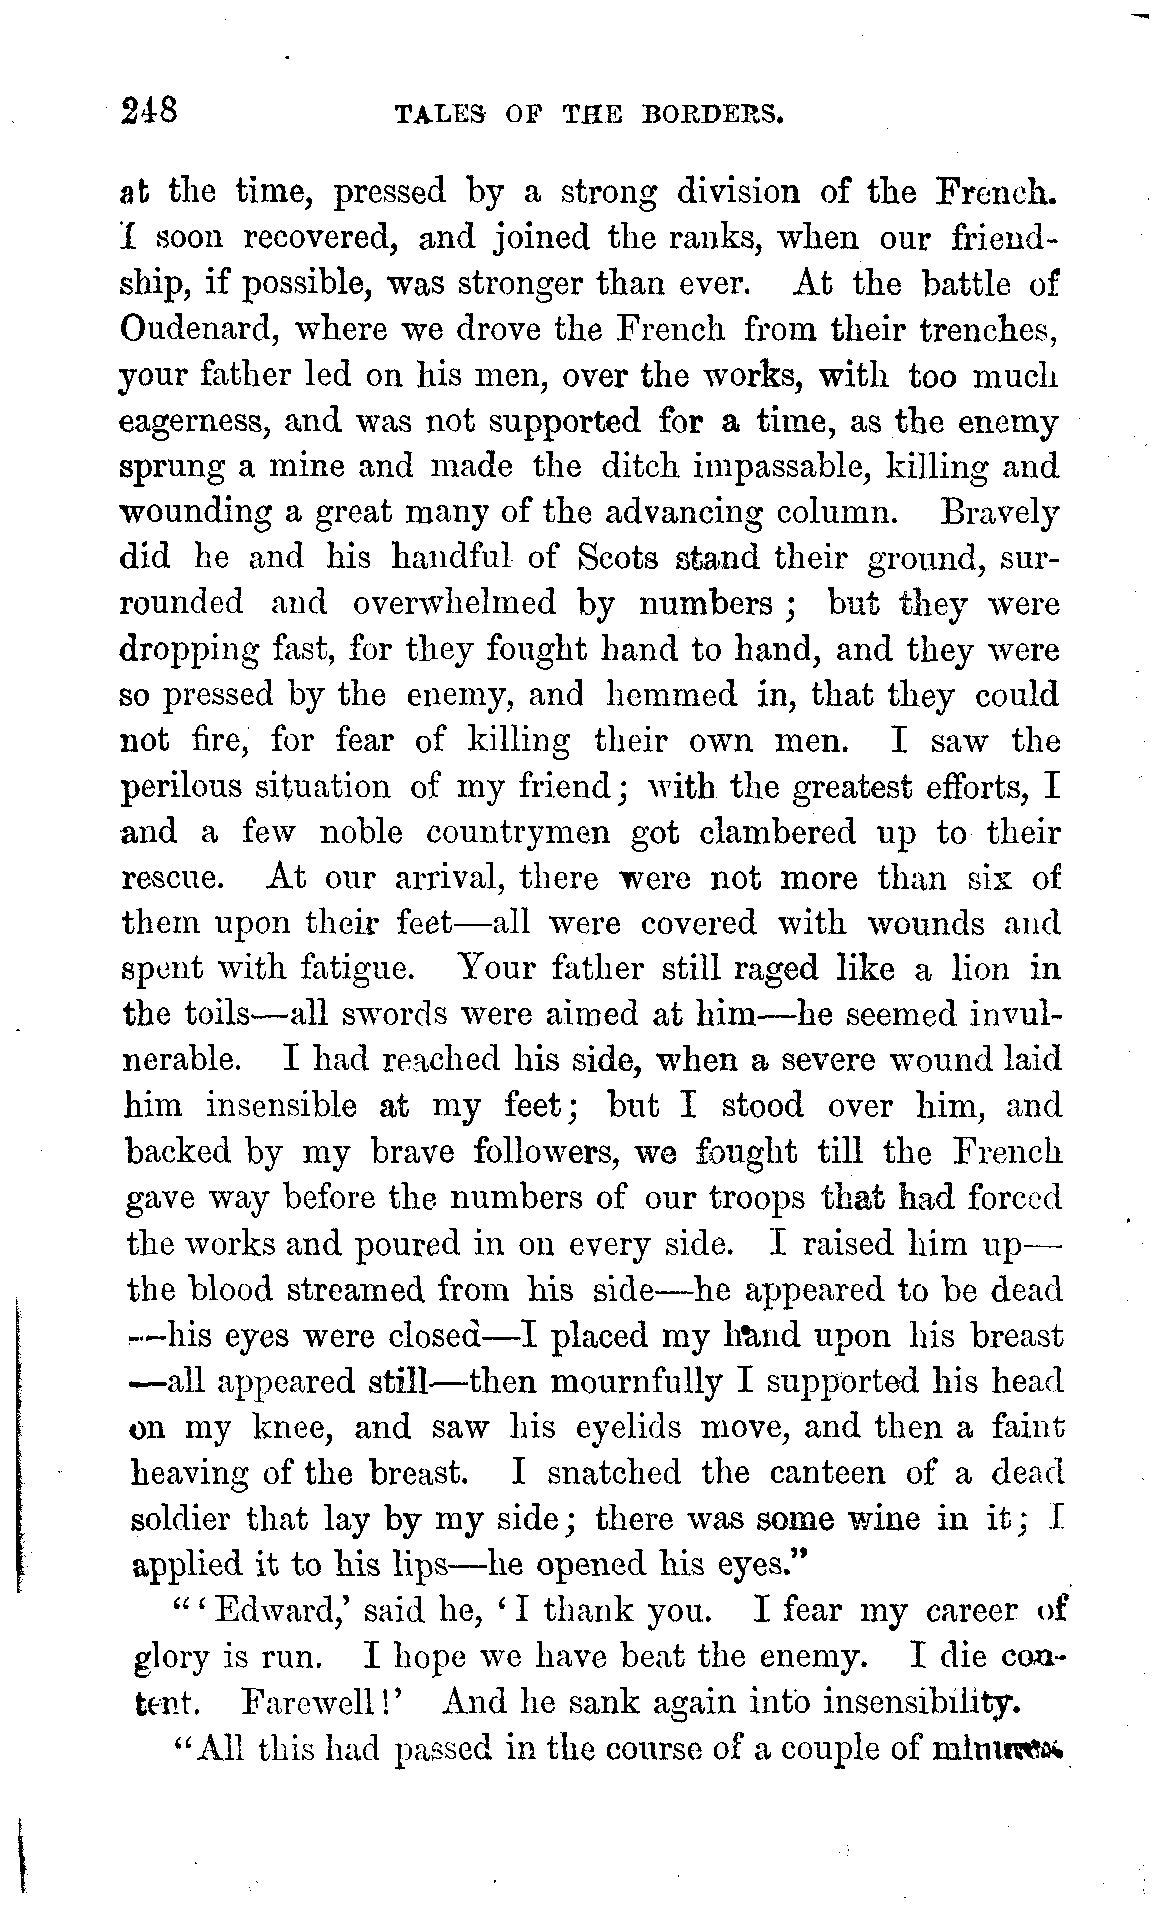 248 TALES OF THE BORDERS.
at the time, pressed by a strong division of the French.
I soon recovered, and joined the ranks, when our friend-
ship, if possible, was stronger than ever. At the battle of
Oudenard, where we drove the French from their trenches,
your father led on his men, over the works, with too much
eagerness, and was not supported for a time, as the enemy
sprung a mine and made the ditch impassable, killing and
wounding a great many of the advancing column. Bravely
did he and his handful of Scots stand their ground, sur-
rounded and overwhelmed by numbers ; but they were
dropping fast, for they fought hand to hand, and they were
so pressed by the enemy, and hemmed in, that they could
not fire, for fear of killing their own men. I saw the
perilous situation of my friend; with the greatest efforts, I
and a few noble countrymen got clambered up to their
rescue. At our arrival, there were not more than six of
them upon their feet—all were covered with wounds and
spent with fatigue. Your father still raged like a lion in
the toils—all swords were aimed at him—he seemed invul-
nerable. I had reached his side, when a severe wound laid
him insensible at my feet; but I stood over him, and
backed by my brave followers, we fought till the French
gave way before the numbers of our troops that had forced
the works and poured in on every side. I raised him up—
the blood streamed from his side—he appeared to be dead
—his eyes were closed—I placed my hand upon his breast
—all appeared still—then mournfully I supported his head
on my knee, and saw his eyelids move, and then a faint
heaving of the breast. I snatched the canteen of a dead
soldier that lay by my side; there was some wine in it; I
applied it to his lips—he opened his eyes."
"'Edward,' said he, 'I thank you. I fear my career of
glory is run. I hope we have beat the enemy. I die con-
tent. Farewell!' And he sank again into insensibility.
"All this had passed in the course of a couple of minutes.